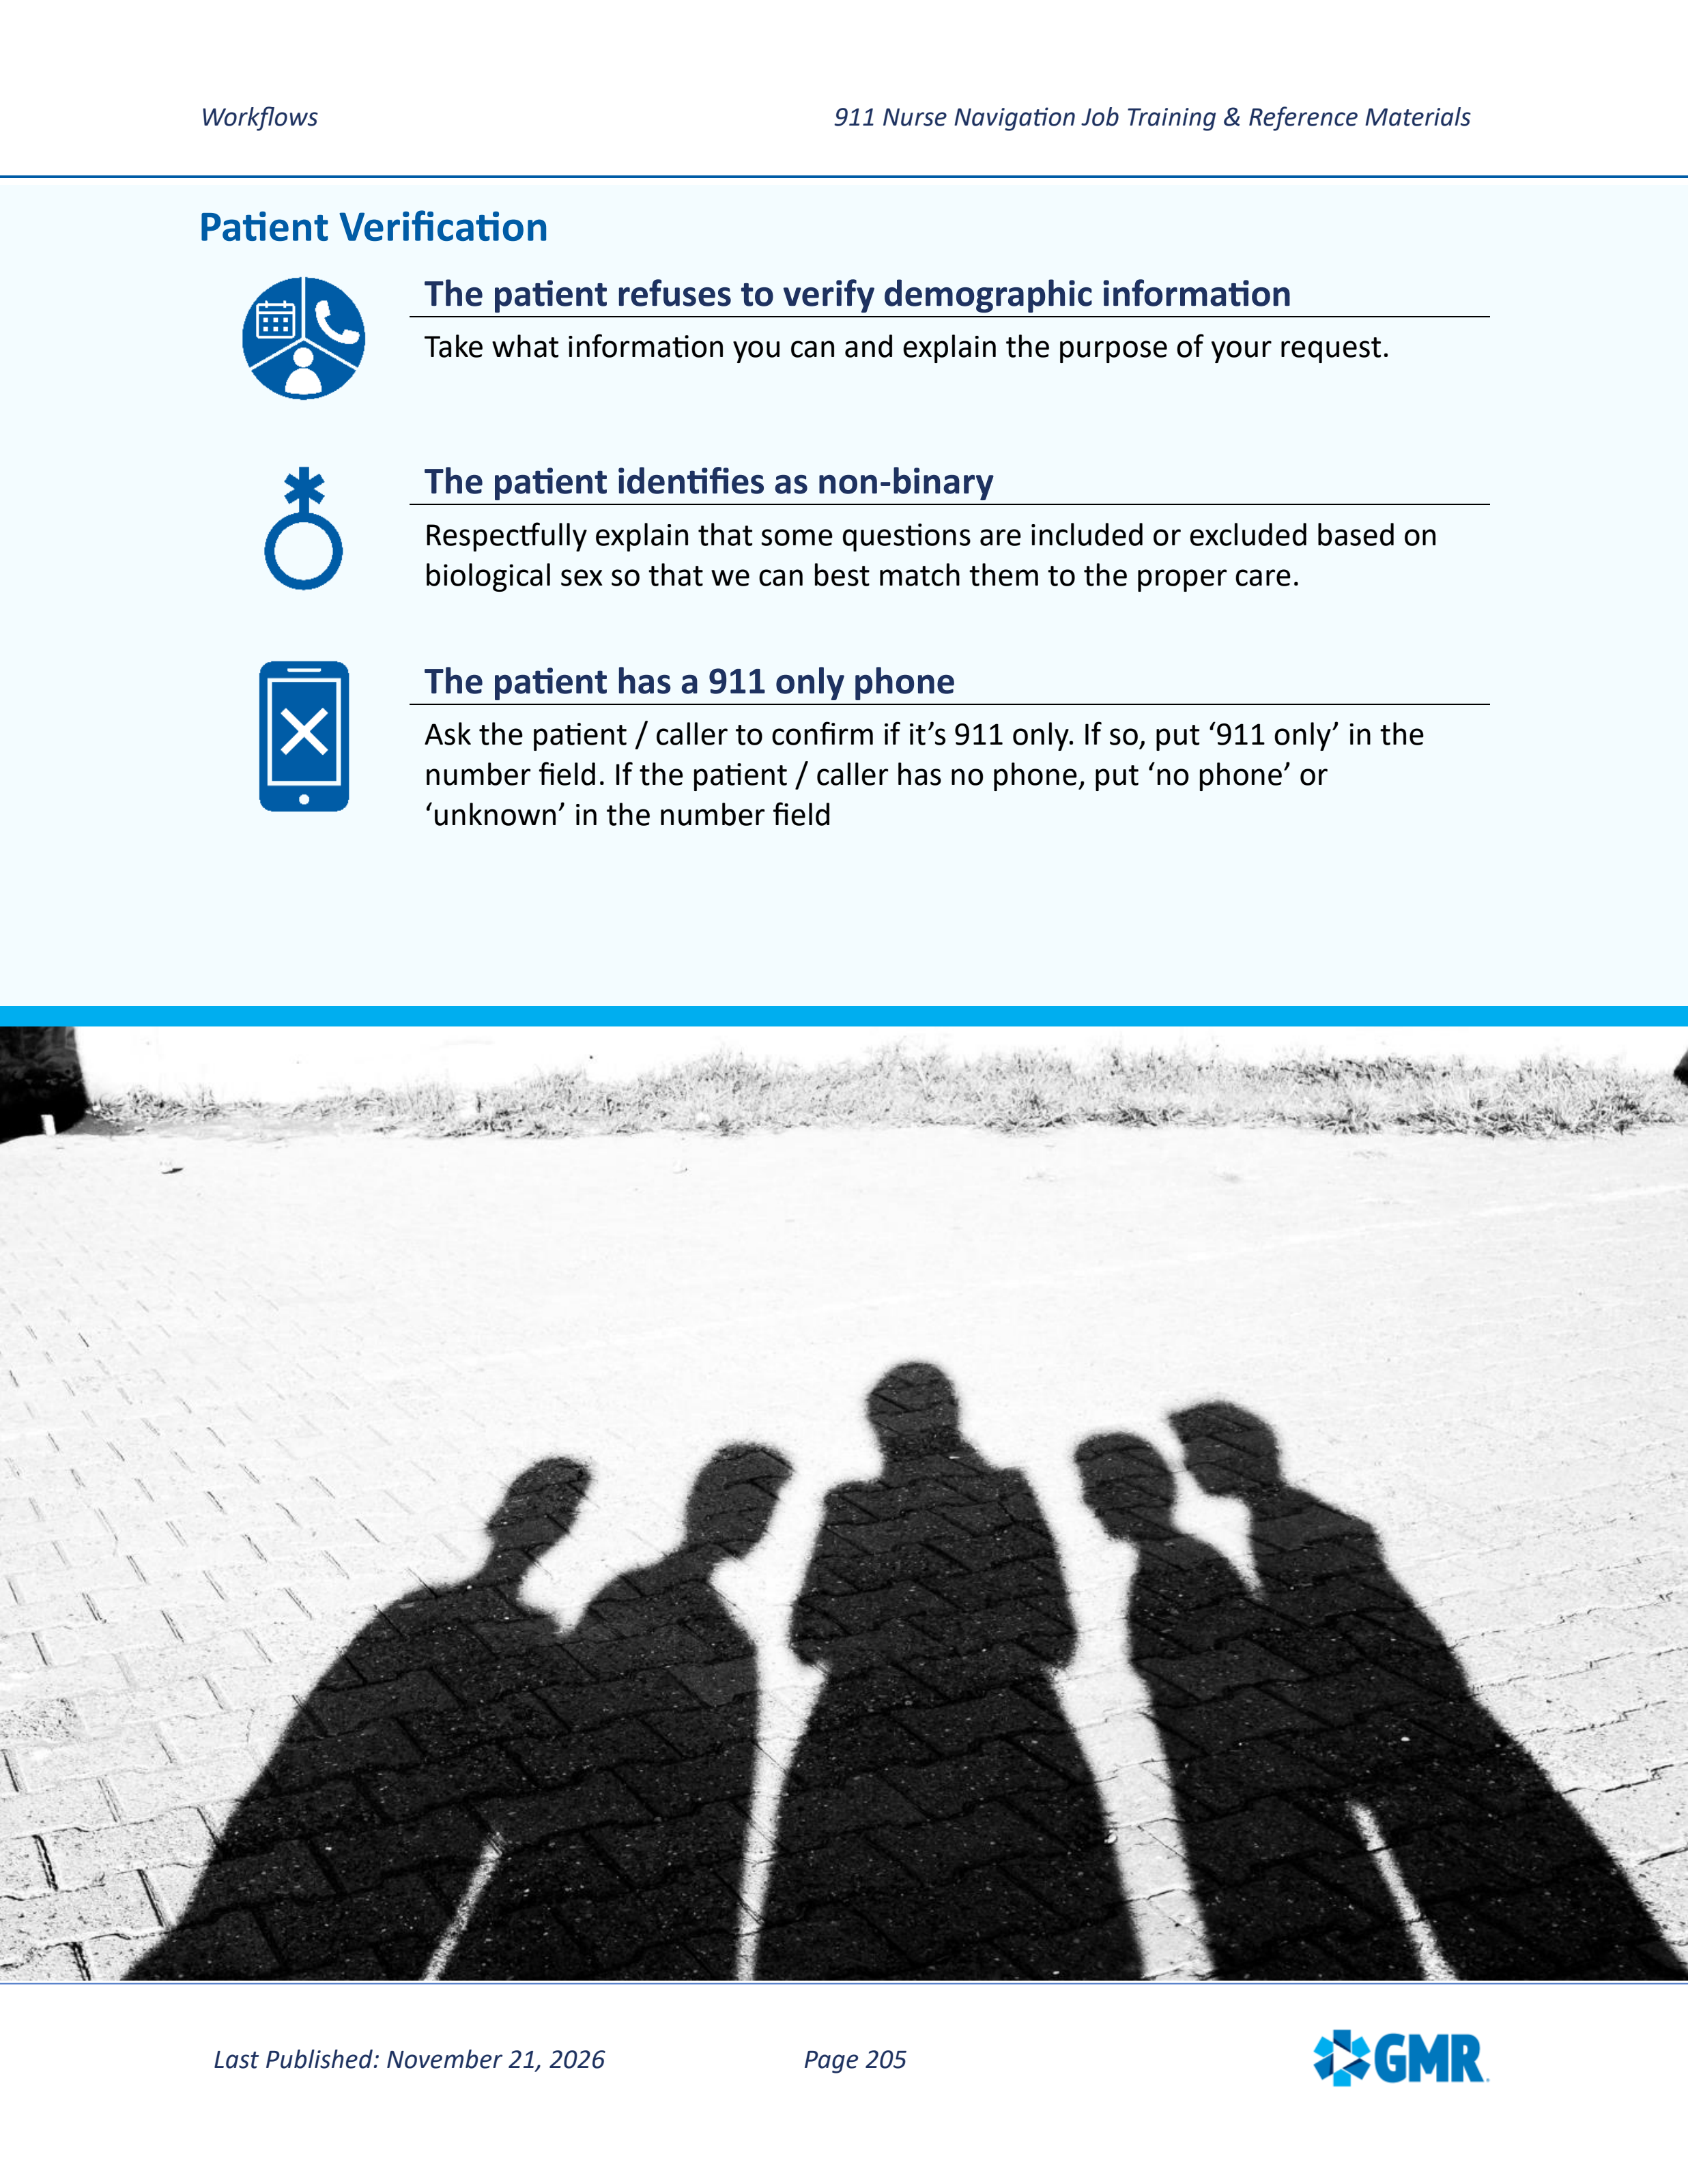 Workflows
911 Nurse Navigation Job Training & Reference Materials
Patient Verification
The patient refuses to verify demographic information
Take what information you can and explain the purpose of your request.
The patient identifies as non-binary
Respectfully explain that some questions are included or excluded based on
biological sex so that we can best match them to the proper care.
The patient has a 911 only phone
Ask the patient / caller to confirm if it’s 911 only. If so, put ‘911 only’ in the
number field. If the patient / caller has no phone, put ‘no phone’ or
‘unknown’ in the number field
Last Published: November 21, 2026
Page 205
GMR